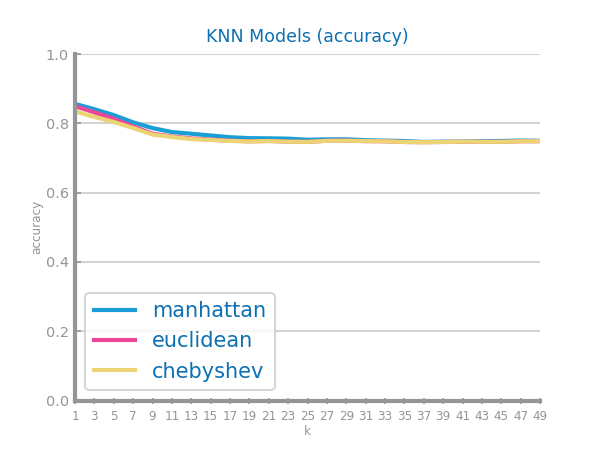 KNN Models (accuracy)
1.0
0.8
0.6
0.4
0.2
0.0
accuracy
manhattan
euclidean
chebyshev
1 3 5 7 9 11 13 15 17 19 21 23 25 27 29 31 33 35 37 39 41 43 45 47 49
k